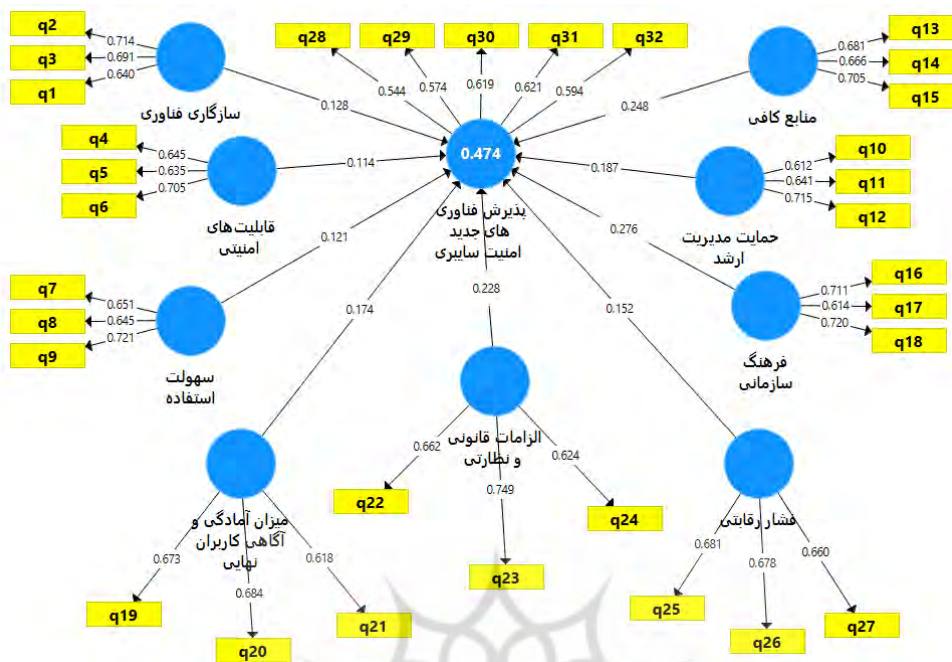 q2
q3
q1
0.714
0.691
0.640
سازگاری فناوری
0.128
q28
q29
q30
q31
q32
0.544
0.574
0.619
0.621
0.594
q13
q14
q15
0.681
0.666
0.705
منابع کافی
0.248
q4
q5
q6
0.645
0.635
0.705
قابلیت‌های
امنیتی
0.114
0.474
پذیرش فناوری
های جدید
امنیت سایبری
q10
q11
q12
0.612
0.641
0.715
حمایت مدیریت
ارشد
0.187
q7
q8
q9
0.651
0.645
0.721
سهولت
استفاده
0.121
q16
q17
q18
0.711
0.614
0.720
فرهنگ
سازمانی
0.276
0.174
0.228
0.152
میزان آمادگی و
آگاهی کاربران
نهایی
0.673
0.684
0.618
q19
q20
q21
الزامات قانونی
و نظارتی
0.662
0.749
0.624
q22
q23
q24
فشار رقابتی
0.681
0.678
0.660
q25
q26
q27